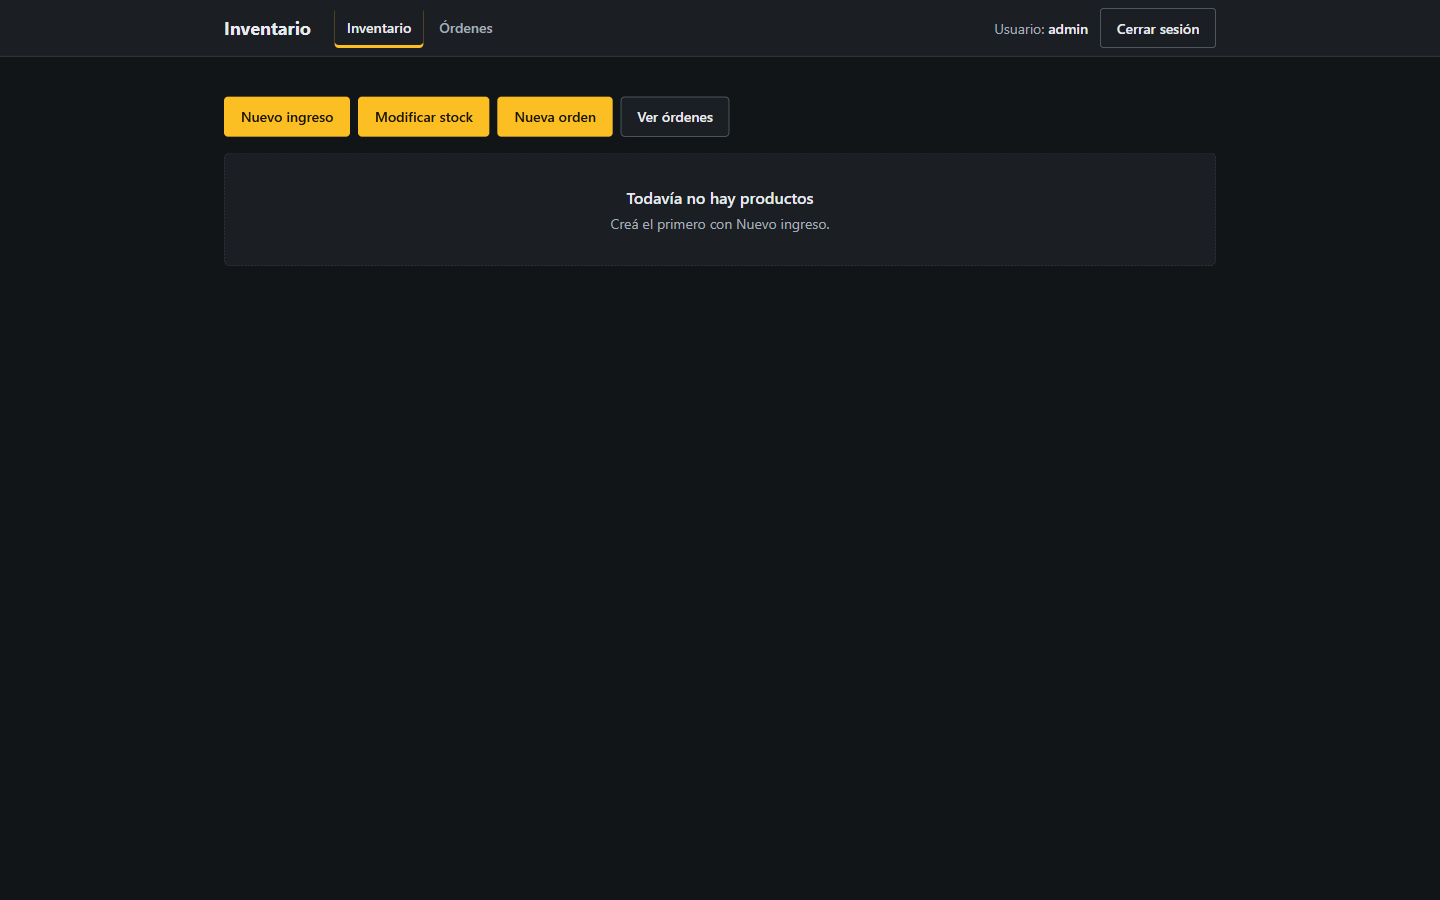 Inventario
Inventario Órdenes
Usuario: admin Cerrar sesión
Nuevo ingreso Modificar stock Nueva orden Ver órdenes
Todavía no hay productos
Creá el primero con Nuevo ingreso.